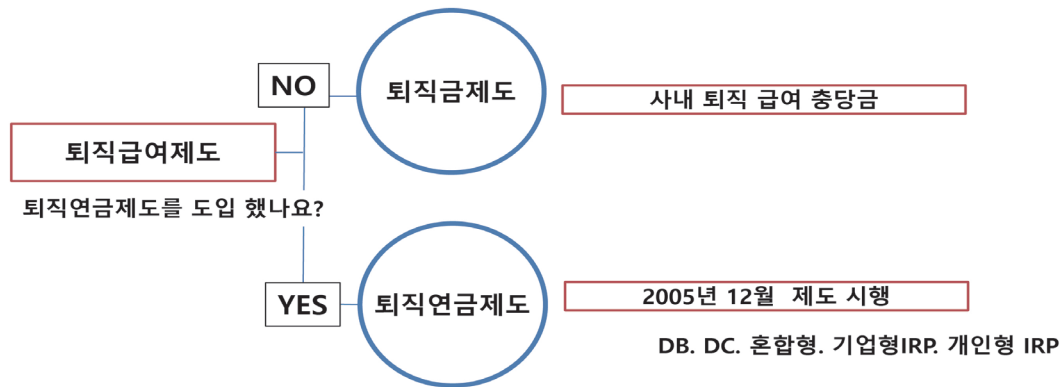 NO
퇴직금제도
사내 퇴직 급여 충당금
퇴직급여제도
퇴직연금제도를 도입 했나요?
YES
퇴직연금제도
2005년 12월 제도 시행
DB. DC. 혼합형. 기업형IRP. 개인형 IRP